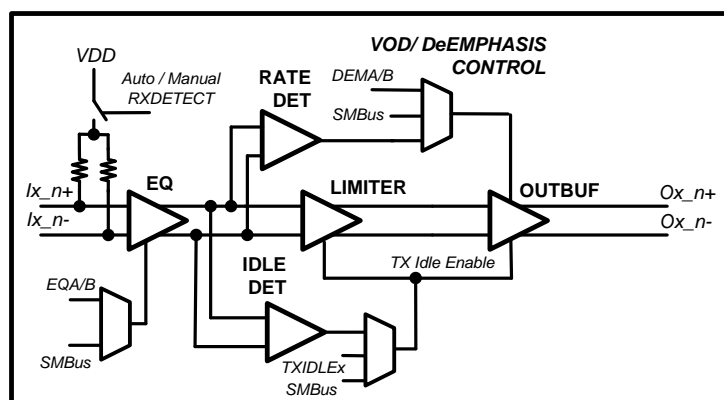 VOD/ DeEMPHASIS
CONTROL
VDD
Auto / Manual
RXDETECT
RATE
DET
DEMA/B
SMBus
Ix_n+
EQ
LIMITER
OUTBUF
Ox_n+
Ix_n-
Ox_n-
IDLE
DET
TX Idle Enable
EQA/B
SMBus
TXIDLEx
SMBus